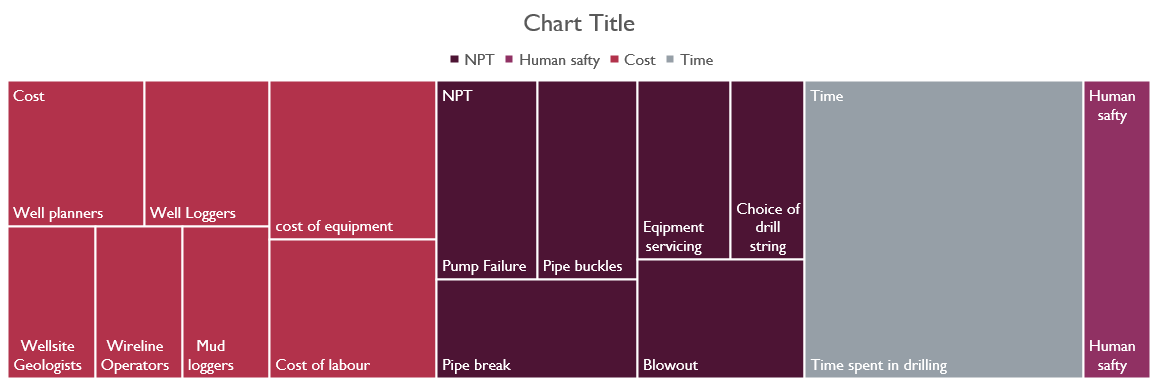 Chart Title
NPT
Human safty
Cost
Time
Cost
Well planners
Well Loggers
Wellsite
Geologists
Wireline
Operators
Mud
loggers
cost of equipment
Cost of labour
NPT
Pump Failure
Pipe buckles
Pipe break
Eqipment
servicing
Choice of
drill
string
Blowout
Time
Time spent in drilling
Human
safty
Human
safty